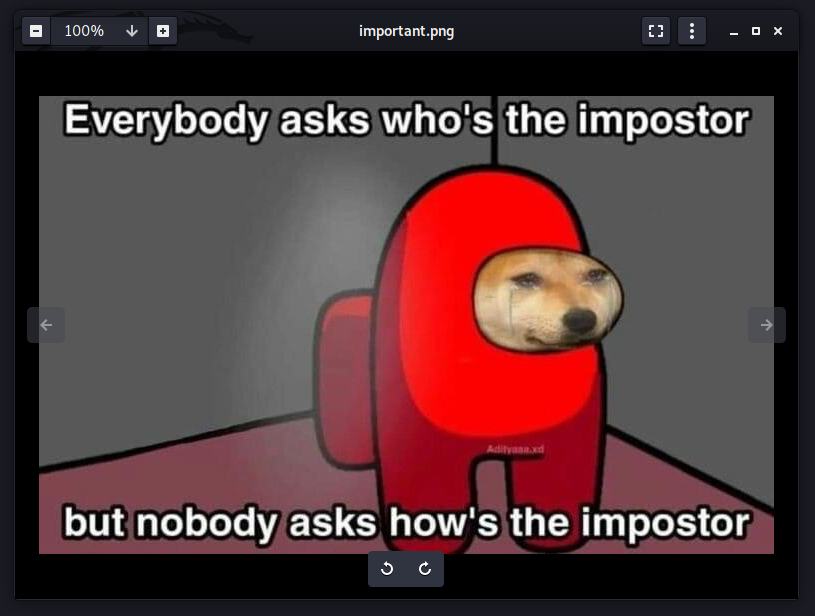 100%
important.png
Everybody asks who's the impostor
Adityaaa.xd
but nobody asks how's the impostor